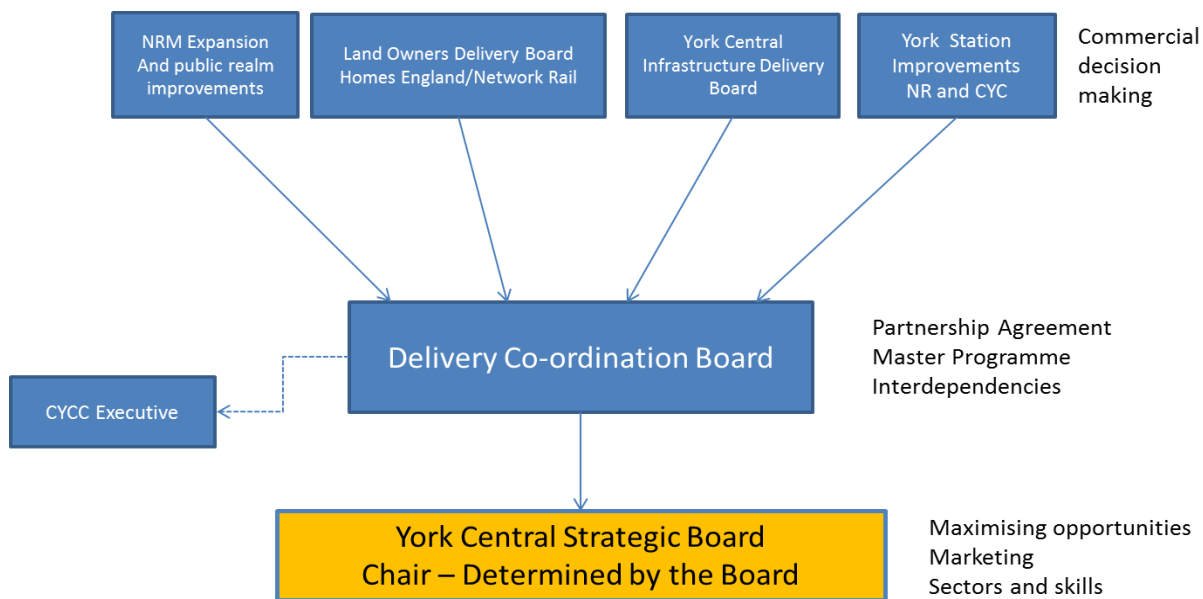 NRM Expansion
And public realm
improvements
Land Owners Delivery Board
Homes England/Network Rail
York Central
Infrastructure Delivery
Board
York Station
Improvements
NR and CYC
Commercial
decision
making
Delivery Co-ordination Board
Partnership Agreement
Master Programme
Interdependencies
CYCC Executive
York Central Strategic Board
Chair – Determined by the Board
Maximising opportunities
Marketing
Sectors and skills